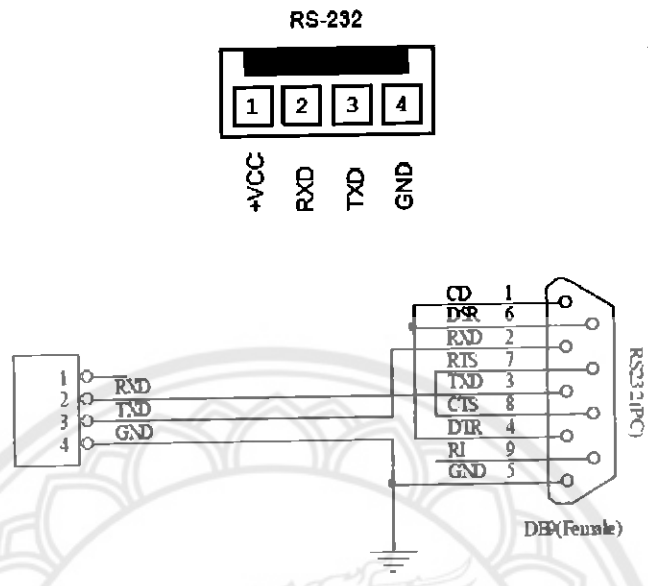 RS-232
1 2 3 4
+VCC RXD TXD GND
CD 1
DSR 6
RXD 2
RTS 7
TXD 3
CTS 8
DTR 4
RI 9
GND 5
1
2 RXD
3 TXD
4 GND
RS232 (PC)
DB9(Female)